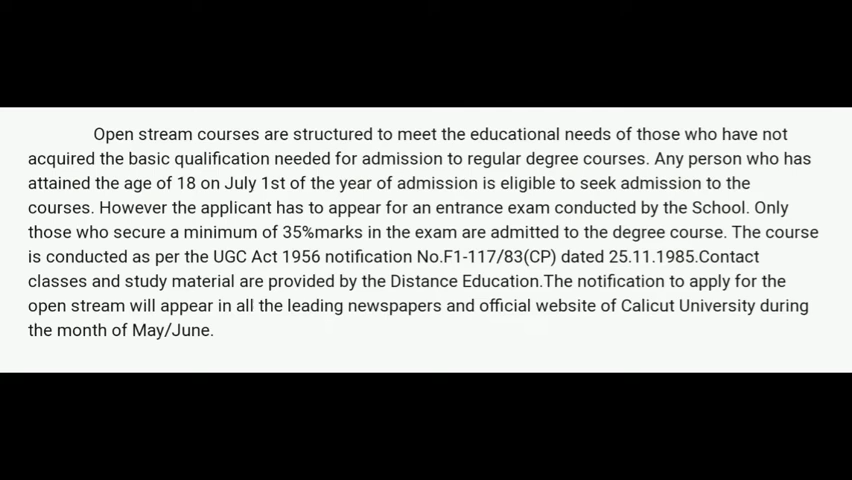 Open stream courses are structured to meet the educational needs of those who have not
acquired the basic qualification needed for admission to regular degree courses. Any person who has
attained the age of 18 on July 1st of the year of admission is eligible to seek admission to the
courses. However the applicant has to appear for an entrance exam conducted by the School. Only
those who secure a minimum of 35%marks in the exam are admitted to the degree course. The course
is conducted as per the UGC Act 1956 notification No.F1-117/83(CP) dated 25.11.1985.Contact
classes and study material are provided by the Distance Education.The notification to apply for the
open stream will appear in all the leading newspapers and official website of Calicut University during
the month of May/June.